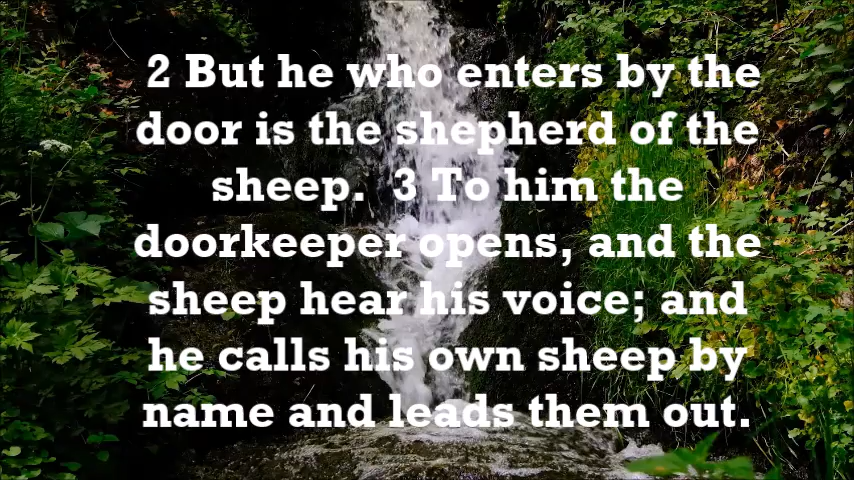 2 But he who enters by the
door is the shepherd of the
sheep.  3 To him the
doorkeeper opens, and the
sheep hear his voice; and
he calls his own sheep by
name and leads them out.